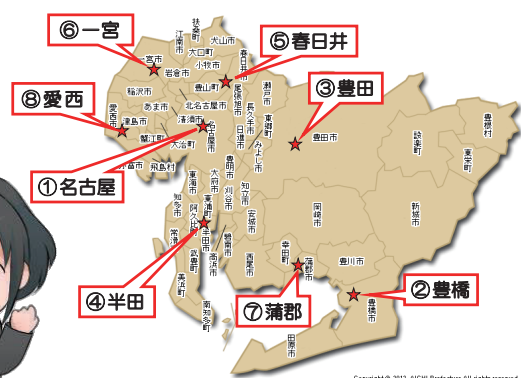 ⑥一宮
⑤春日井
③豊田
⑧愛西
①名古屋
④半田
⑦蒲郡
②豊橋
扶桑町
江南市
犬山市
大口町
小牧市
春日井市
一宮市
岩倉市
豊山町
稲沢市
北名古屋市
あま市
清須市
愛西市
津島市
蟹江町
大治町
名古屋市
飛島村
尾張旭市
瀬戸市
長久手市
日進市
東郷町
みよし市
豊田市
設楽町
豊根村
東栄町
豊明市
大府市
東海市
東浦町
刈谷市
知立市
安城市
岡崎市
新城市
知多市
阿久比町
半田市
常滑
武豊町
高浜市
碧南市
西尾市
幸田町
蒲郡市
豊川市
美浜町
南知多町
豊橋市
田原市